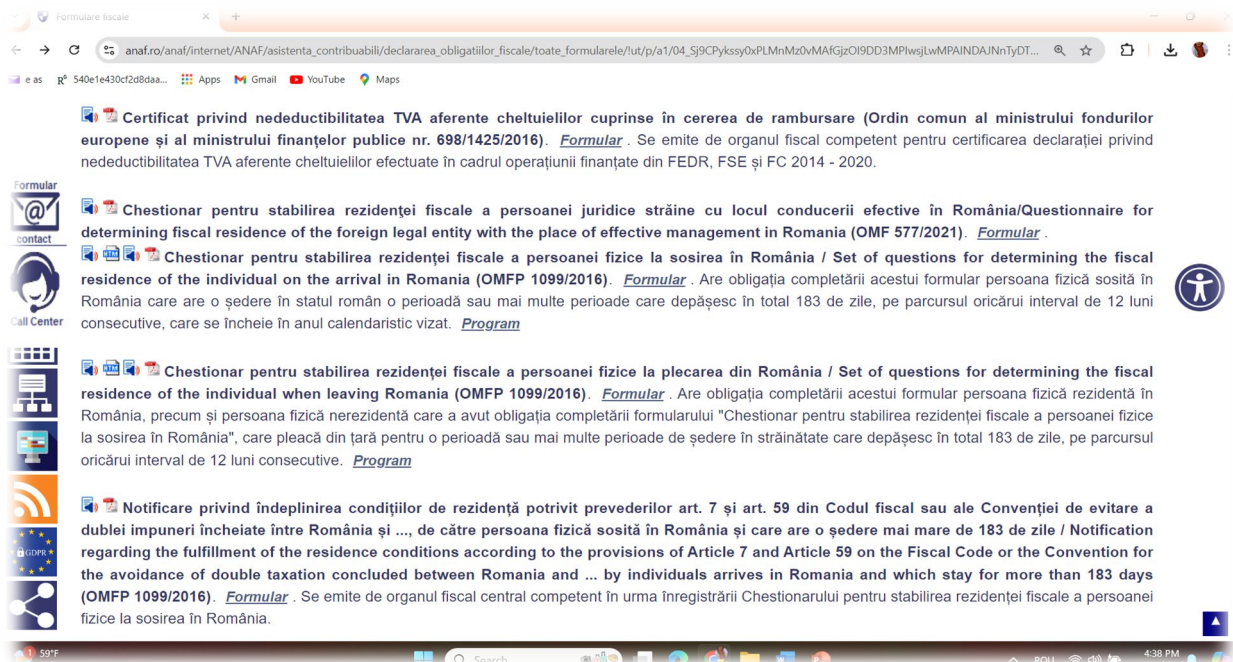 Formulare fiscale
anaf.ro/anaf/internet/ANAF/asistenta_contribuabili/declararea_obligatiilor_fiscale/toate_formularele/!ut/p/a1/04_Sj9CPykssy0xPLMnMz0vMAfGjzOI9DD3MPIwsjLwMPAINDAJNnTyDT...
e as 540e1e430cf2d8daa... Apps Gmail YouTube Maps
Certificat privind nedeductibilitatea TVA aferente cheltuielilor cuprinse în cererea de rambursare (Ordin comun al ministrului fondurilor
europene și al ministrului finanțelor publice nr. 698/1425/2016). Formular . Se emite de organul fiscal competent pentru certificarea declarației privind
nedeductibilitatea TVA aferente cheltuielilor efectuate în cadrul operațiunii finanțate din FEDR, FSE și FC 2014 - 2020.
Chestionar pentru stabilirea rezidenţei fiscale a persoanei juridice străine cu locul conducerii efective în România/Questionnaire for
determining fiscal residence of the foreign legal entity with the place of effective management in Romania (OMF 577/2021). Formular .
Chestionar pentru stabilirea rezidenței fiscale a persoanei fizice la sosirea în România / Set of questions for determining the fiscal
residence of the individual on the arrival in Romania (OMFP 1099/2016). Formular . Are obligația completării acestui formular persoana fizică sosită în
România care are o ședere în statul român o perioadă sau mai multe perioade care depășesc în total 183 de zile, pe parcursul oricărui interval de 12 luni
consecutive, care se încheie în anul calendaristic vizat. Program
Chestionar pentru stabilirea rezidenței fiscale a persoanei fizice la plecarea din România / Set of questions for determining the fiscal
residence of the individual when leaving Romania (OMFP 1099/2016). Formular . Are obligația completării acestui formular persoana fizică rezidentă în
România, precum și persoana fizică nerezidentă care a avut obligația completării formularului "Chestionar pentru stabilirea rezidenței fiscale a persoanei fizice
la sosirea în România", care pleacă din țară pentru o perioadă sau mai multe perioade de ședere în străinătate care depășesc în total 183 de zile, pe parcursul
oricărui interval de 12 luni consecutive. Program
Notificare privind îndeplinirea condițiilor de rezidență potrivit prevederilor art. 7 și art. 59 din Codul fiscal sau ale Convenției de evitare a
dublei impuneri încheiate între România și ..., de către persoana fizică sosită în România și care are o ședere mai mare de 183 de zile / Notification
regarding the fulfillment of the residence conditions according to the provisions of Article 7 and Article 59 on the Fiscal Code or the Convention for
the avoidance of double taxation concluded between Romania and ... by individuals arrives in Romania and which stay for more than 183 days
(OMFP 1099/2016). Formular . Se emite de organul fiscal central competent în urma înregistrării Chestionarului pentru stabilirea rezidenței fiscale a persoanei
fizice la sosirea în România.
Formular
@
contact
Call Center
GDPR
59°F
Search
ROU
4:38 PM